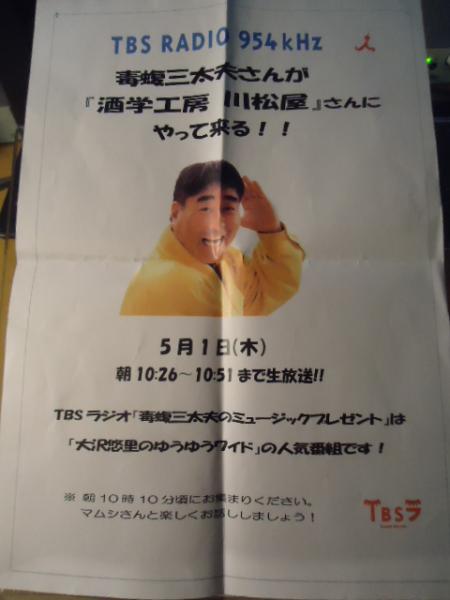 TBS RADIO 954kHz
毒蝮三太夫さんが
『酒学工房 川松屋』さんに
やって来る！！
5月1日(木)
朝10:26～10:51まで生放送!!
TBSラジオ「毒蝮三太夫のミュージックプレゼント」は
「大沢悠里のゆうゆうワイド」の人気番組です！
※ 朝10時10分頃にお集まりください。
マムシさんと楽しくお話ししましょう！
TBSラ